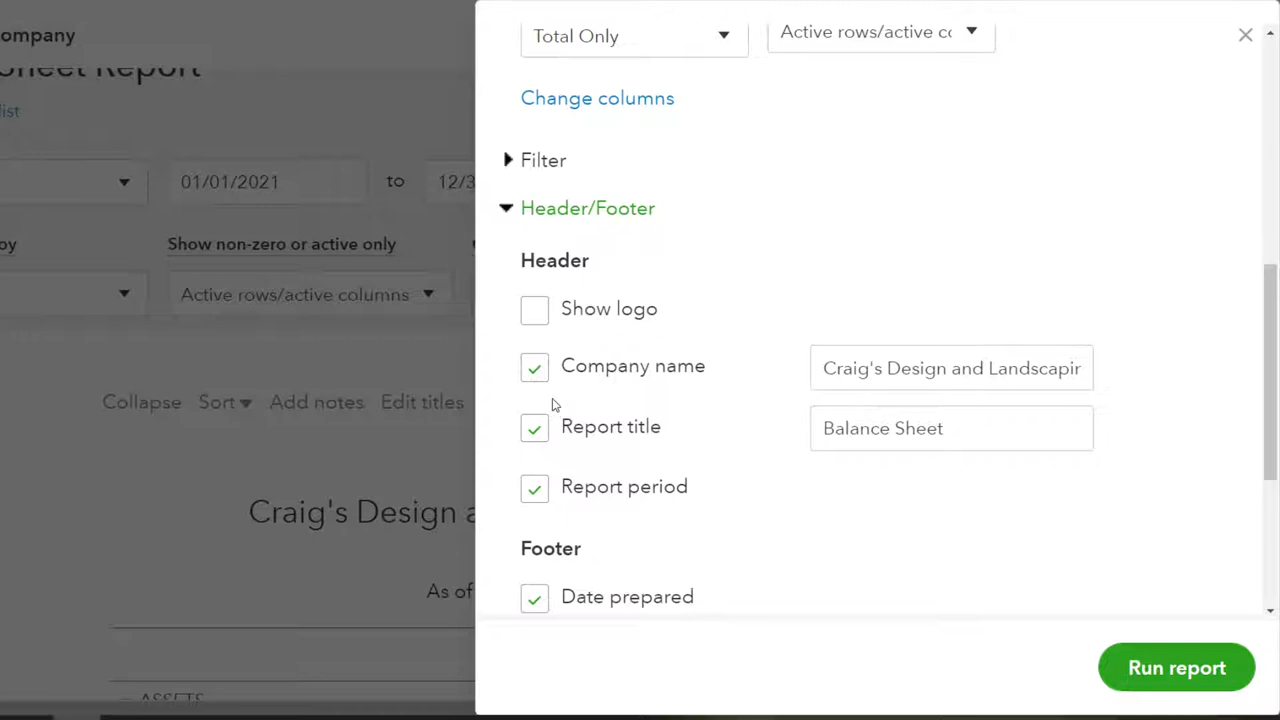 ompany
Sheet Report
list
01/01/2021 to 12/3
oy
Show non-zero or active only
Active rows/active columns
Collapse Sort Add notes Edit titles
Craig's Design a
As of
ASSETS
Total Only
Active rows/active cc
Change columns
Filter
Header/Footer
Header
Show logo
Company name
Craig's Design and Landscapir
Report title
Balance Sheet
Report period
Footer
Date prepared
Run report